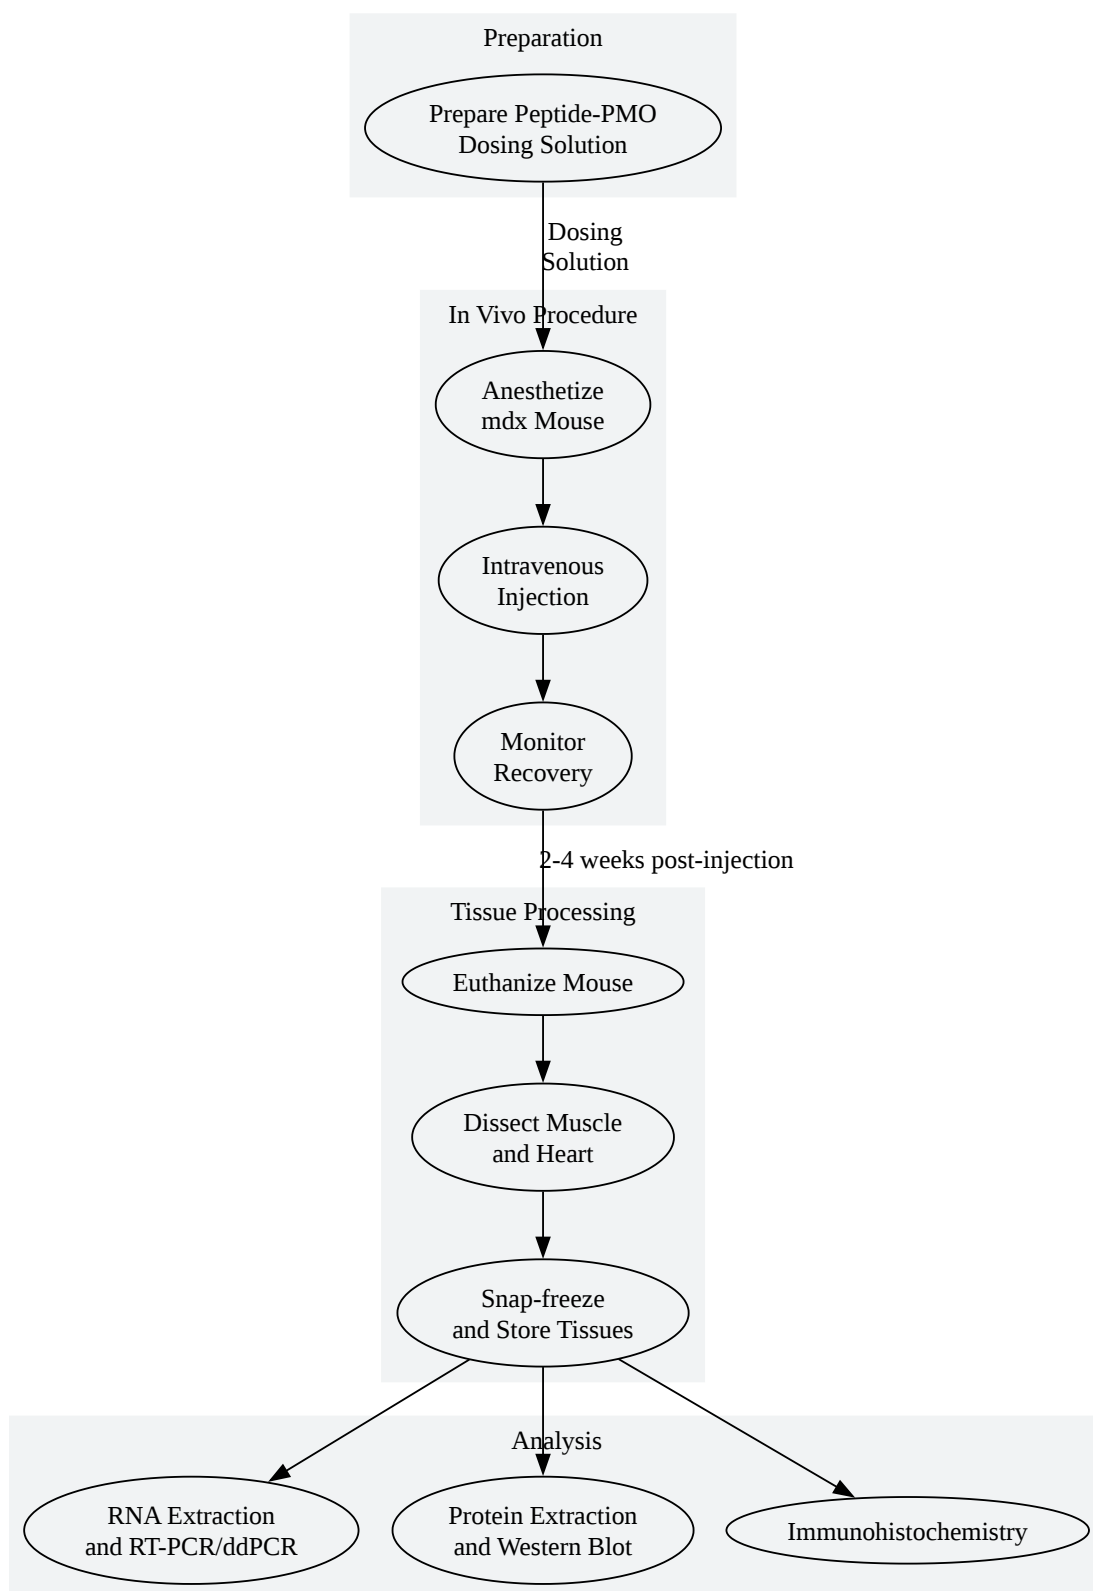 Preparation
Prepare Peptide-PMO
Dosing Solution
Dosing
Solution
In Vivo Procedure
Anesthetize
mdx Mouse
Intravenous
Injection
Monitor
Recovery
2-4 weeks post-injection
Tissue Processing
Euthanize Mouse
Dissect Muscle
and Heart
Snap-freeze
and Store Tissues
Analysis
RNA Extraction
and RT-PCR/ddPCR
Protein Extraction
and Western Blot
Immunohistochemistry